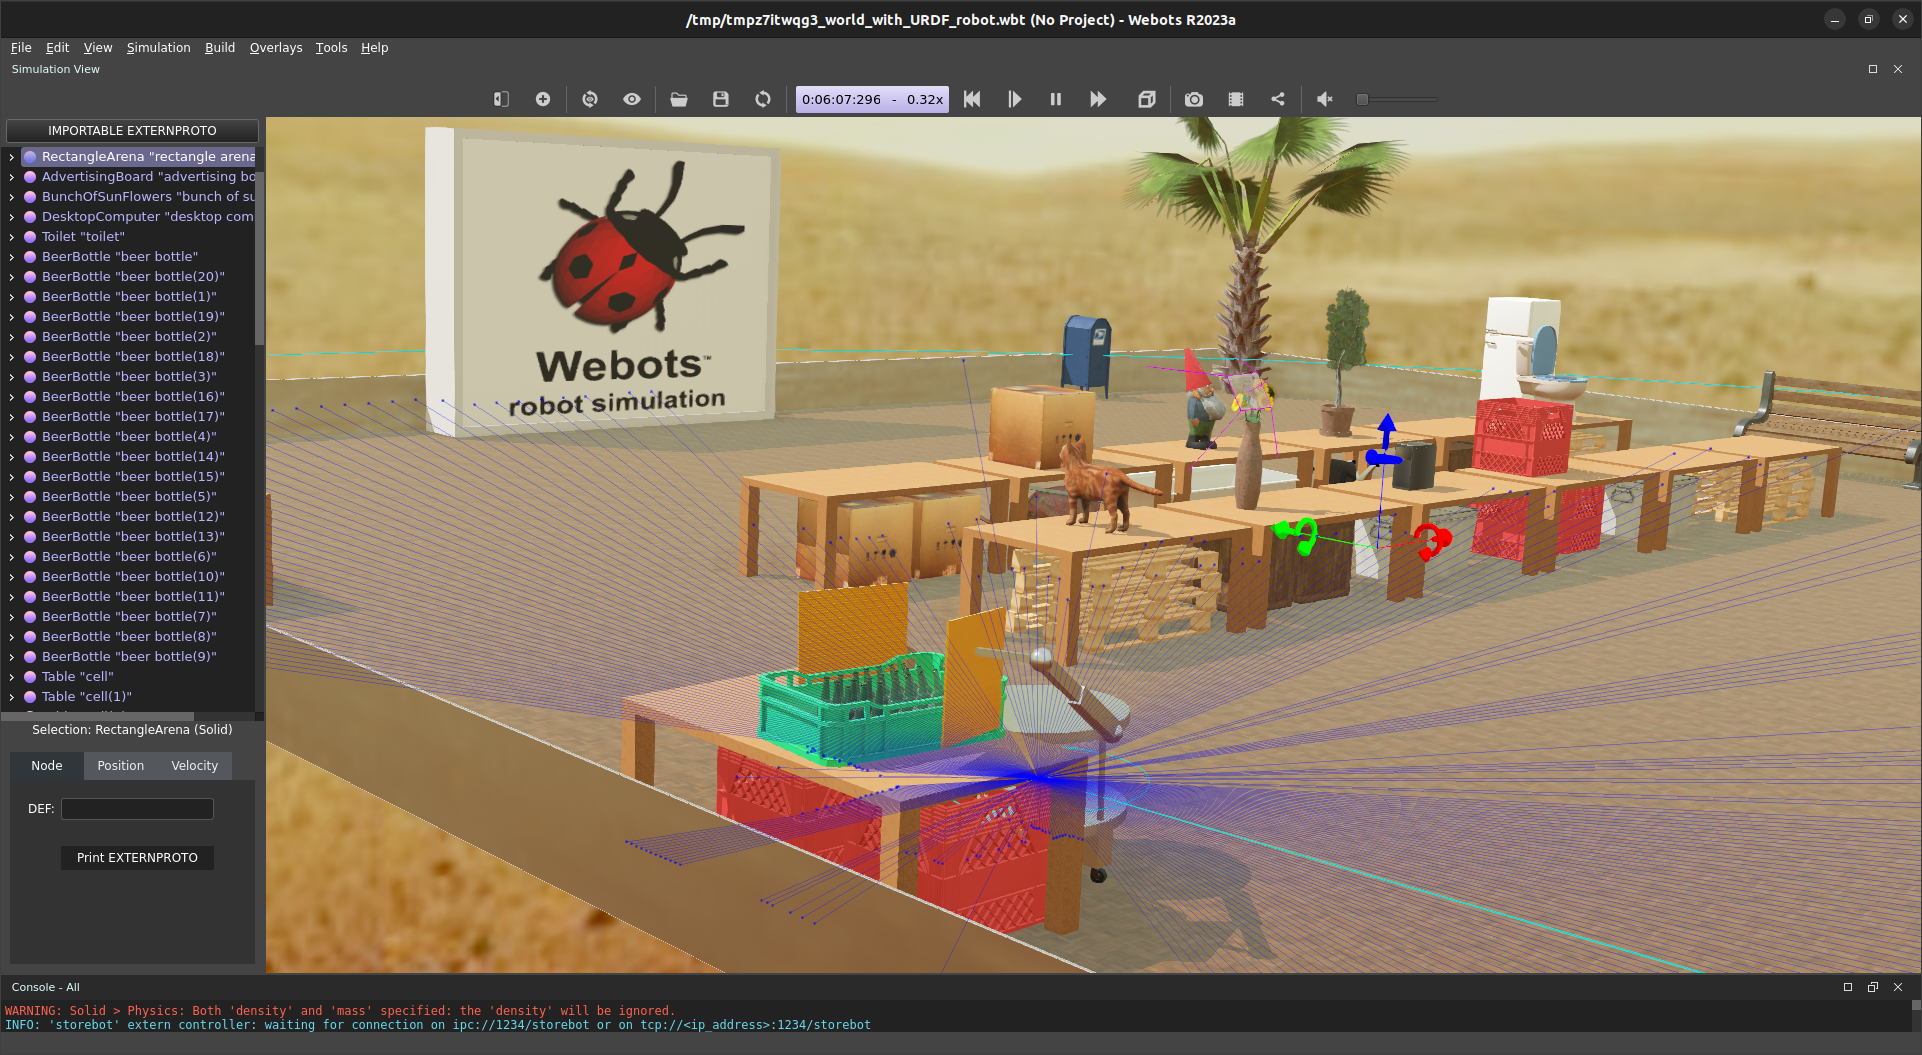 /tmp/tmpz7itwqg3_world_with_URDF_robot.wbt (No Project) - Webots R2023a
File Edit View Simulation Build Overlays Tools Help
Simulation View
0:06:07:296 - 0.32x
IMPORTABLE EXTERNPROTO
RectangleArena "rectangle arena
AdvertisingBoard "advertising bo
BunchOfSunFlowers "bunch of su
DesktopComputer "desktop com
Toilet "toilet"
BeerBottle "beer bottle"
BeerBottle "beer bottle(20)"
BeerBottle "beer bottle(1)"
BeerBottle "beer bottle(19)"
BeerBottle "beer bottle(2)"
BeerBottle "beer bottle(18)"
BeerBottle "beer bottle(3)"
BeerBottle "beer bottle(16)"
BeerBottle "beer bottle(17)"
BeerBottle "beer bottle(4)"
BeerBottle "beer bottle(14)"
BeerBottle "beer bottle(15)"
BeerBottle "beer bottle(5)"
BeerBottle "beer bottle(12)"
BeerBottle "beer bottle(13)"
BeerBottle "beer bottle(6)"
BeerBottle "beer bottle(10)"
BeerBottle "beer bottle(11)"
BeerBottle "beer bottle(7)"
BeerBottle "beer bottle(8)"
BeerBottle "beer bottle(9)"
Table "cell"
Table "cell(1)"
Selection: RectangleArena (Solid)
Node Position Velocity
DEF:
Print EXTERNPROTO
Webots™
robot simulation
Console - All
WARNING: Solid > Physics: Both 'density' and 'mass' specified: the 'density' will be ignored.
INFO: 'storebot' extern controller: waiting for connection on ipc://1234/storebot or on tcp://<ip_address>:1234/storebot